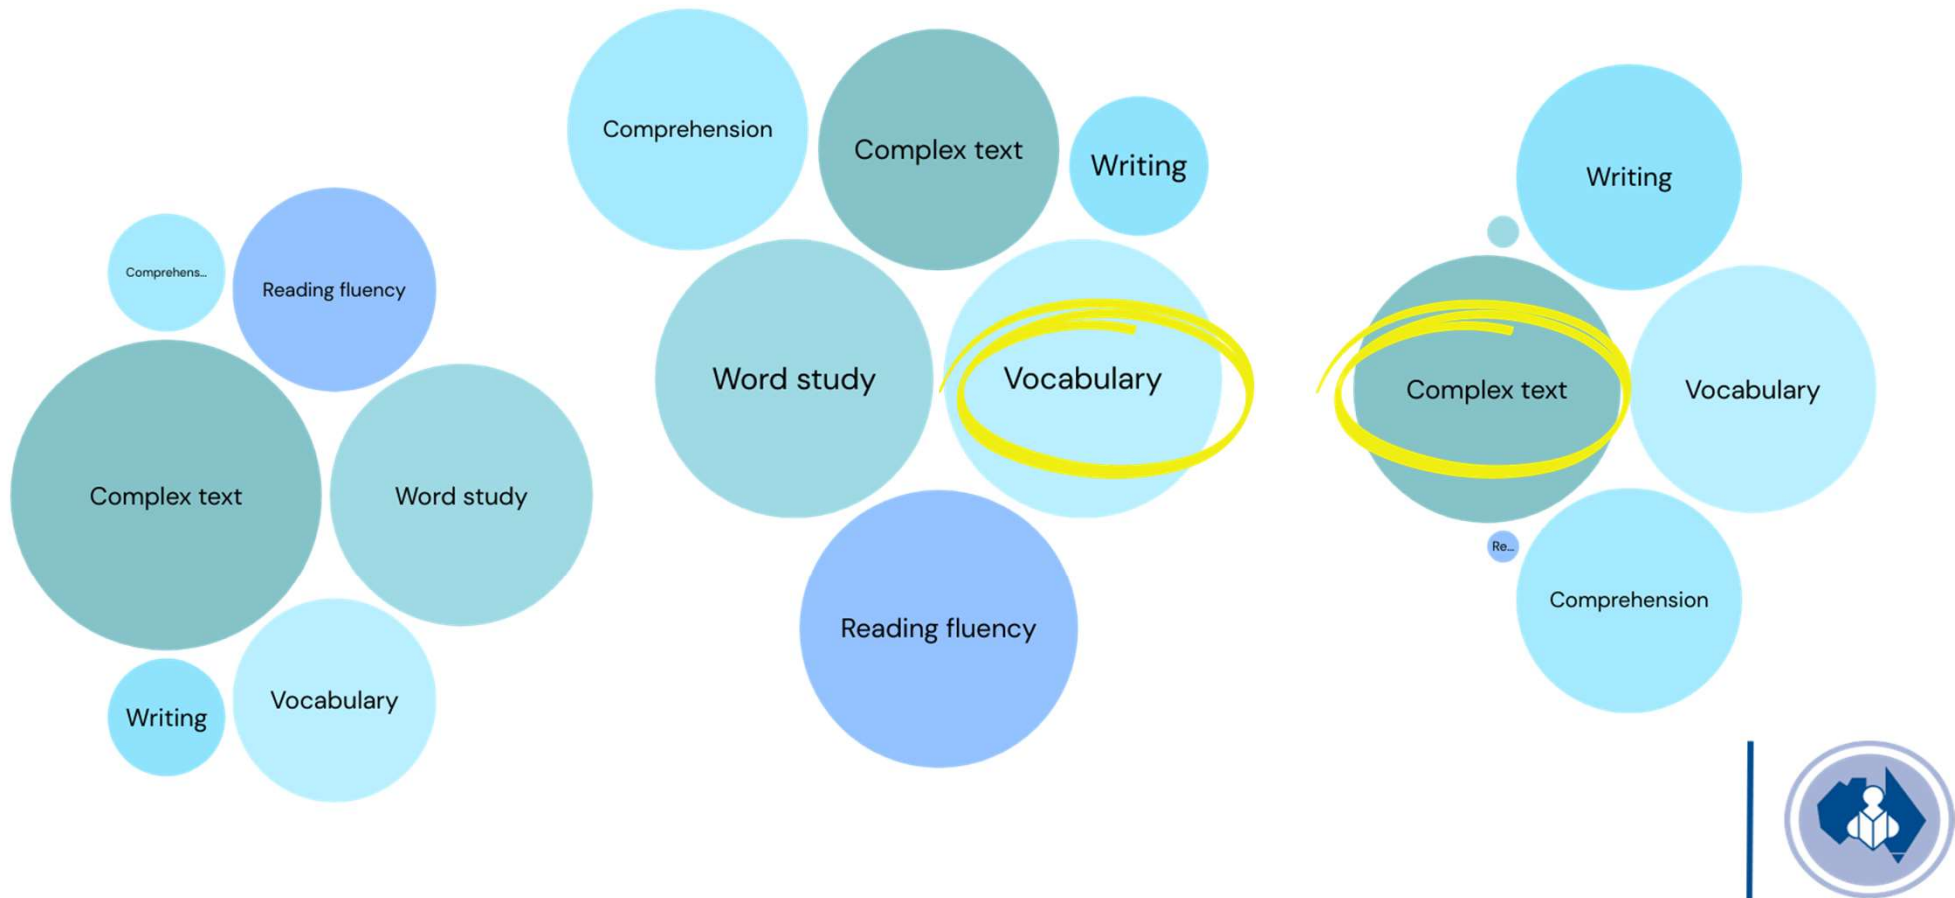 Comprehens...
Reading fluency
Complex text
Word study
Writing
Vocabulary
Comprehension
Complex text
Writing
Word study
Vocabulary
Reading fluency
Writing
Complex text
Vocabulary
Re...
Comprehension